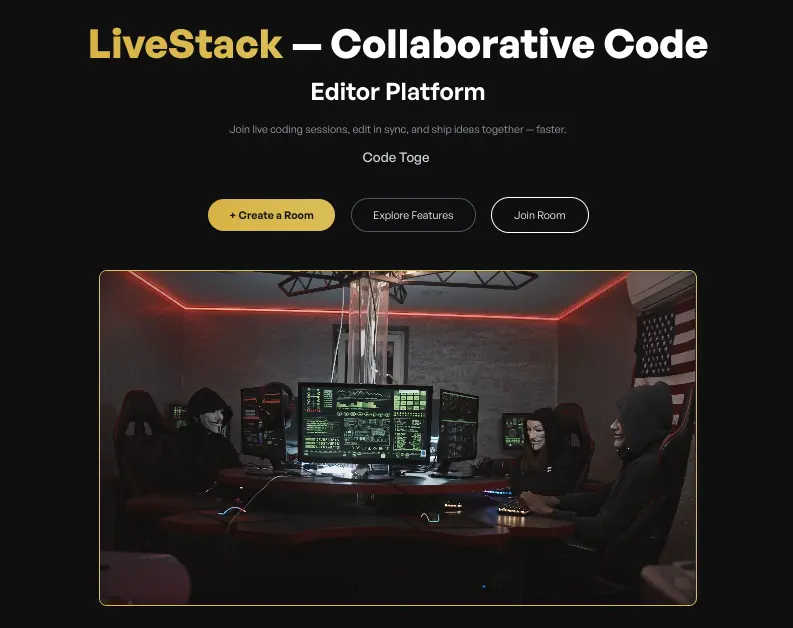 LiveStack — Collaborative Code
Editor Platform
Join live coding sessions, edit in sync, and ship ideas together — faster.
Code Toge
+ Create a Room
Explore Features
Join Room